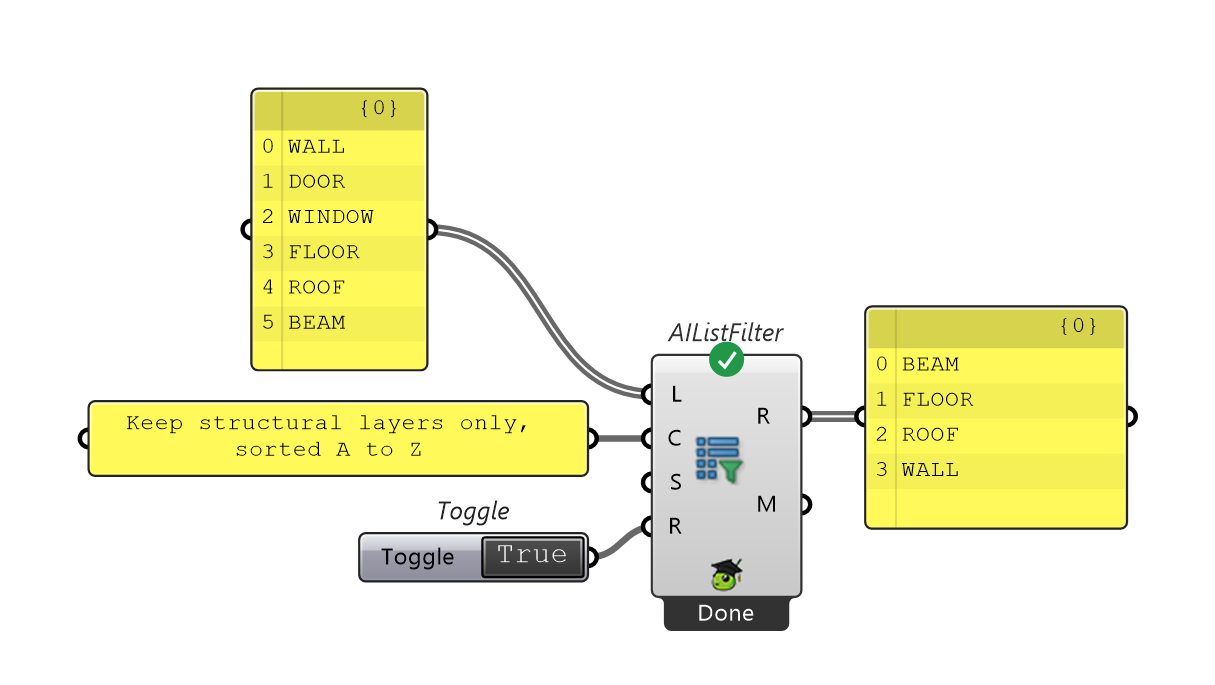 {0}
0 WALL
1 DOOR
2 WINDOW
3 FLOOR
4 ROOF
5 BEAM
Keep structural layers only,
sorted A to Z
Toggle
Toggle True
AIListFilter
L
C
S
R
R
M
Done
{0}
0 BEAM
1 FLOOR
2 ROOF
3 WALL